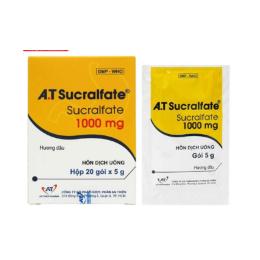 GMP - WHO
A.T Sucralfate®
Sucralfate
1000 mg
Hương dâu
HỖN DỊCH UỐNG
Hộp 20 gói x 5 g
GMP - WHO
A.T Sucralfate®
Sucralfate
1000 mg
HỖN DỊCH UỐNG
Gói 5 g
Hương dâu